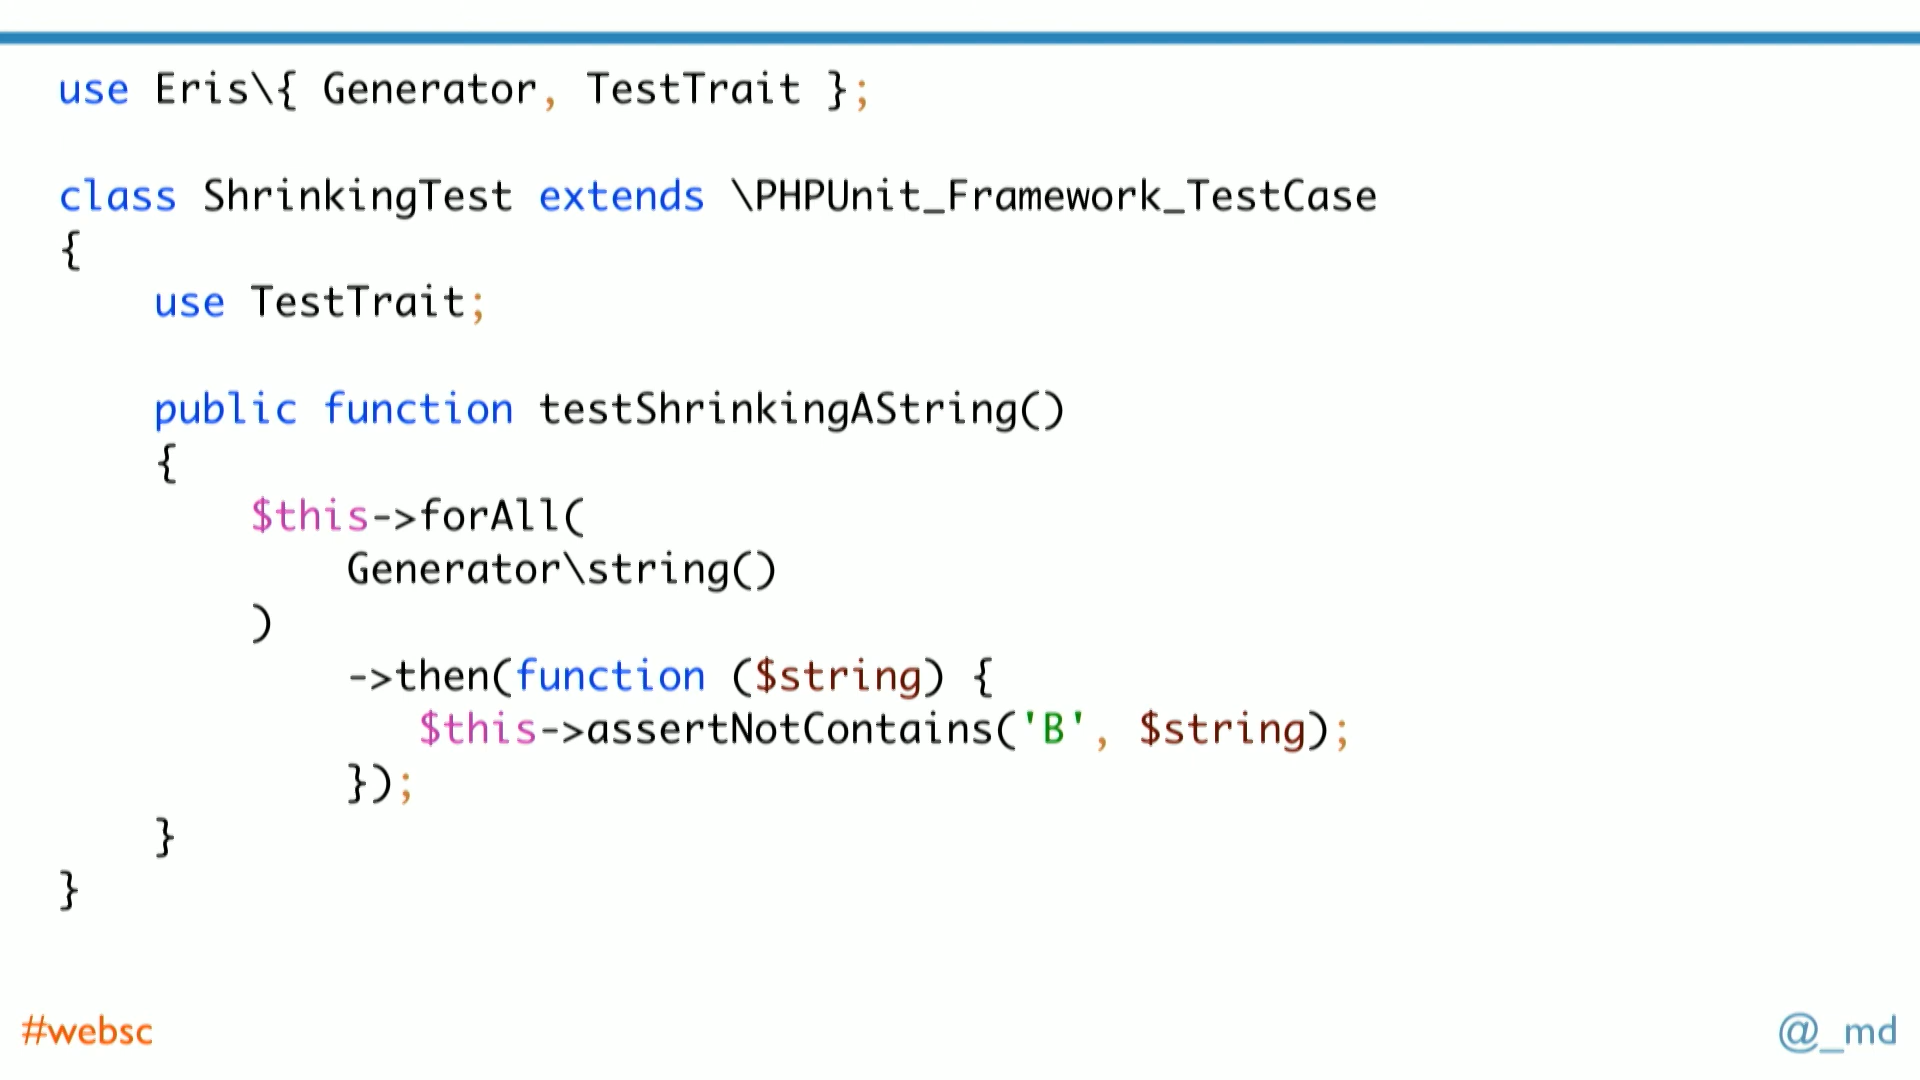 use Eris\{ Generator, TestTrait };
class ShrinkingTest extends \PHPUnit_Framework_TestCase
{
    use TestTrait;
    public function testShrinkingAString()
    {
        $this->forAll(
            Generator\string()
        )
            ->then(function ($string) {
               $this->assertNotContains('B', $string);
            });
    }
}
#websc
@_md